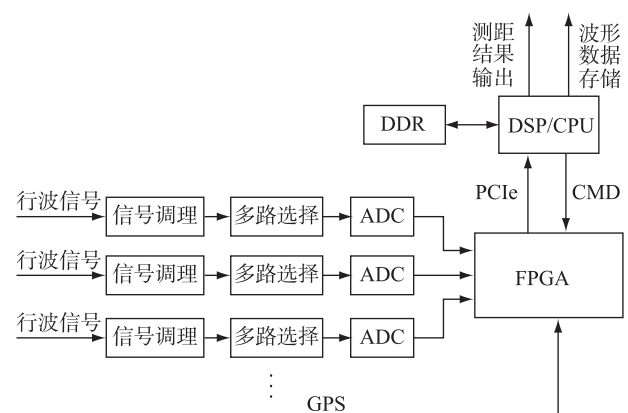 测距
结果
输出
波形
数据
存储
DDR
DSP/CPU
PCIe
CMD
行波信号
信号调理
多路选择
ADC
行波信号
信号调理
多路选择
ADC
FPGA
行波信号
信号调理
多路选择
ADC
GPS